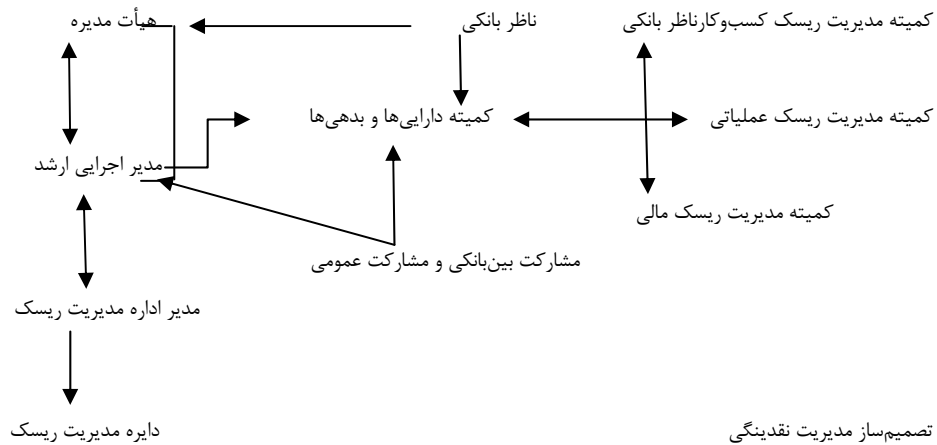 کمیته مدیریت ریسک کسب‌وکارناظر بانکی
ناظر بانکی
هیأت مدیره
کمیته مدیریت ریسک عملیاتی
کمیته دارایی‌ها و بدهی‌ها
مدیر اجرایی ارشد
کمیته مدیریت ریسک مالی
مشارکت بین‌بانکی و مشارکت عمومی
مدیر اداره مدیریت ریسک
تصمیم‌ساز مدیریت نقدینگی
دایره مدیریت ریسک